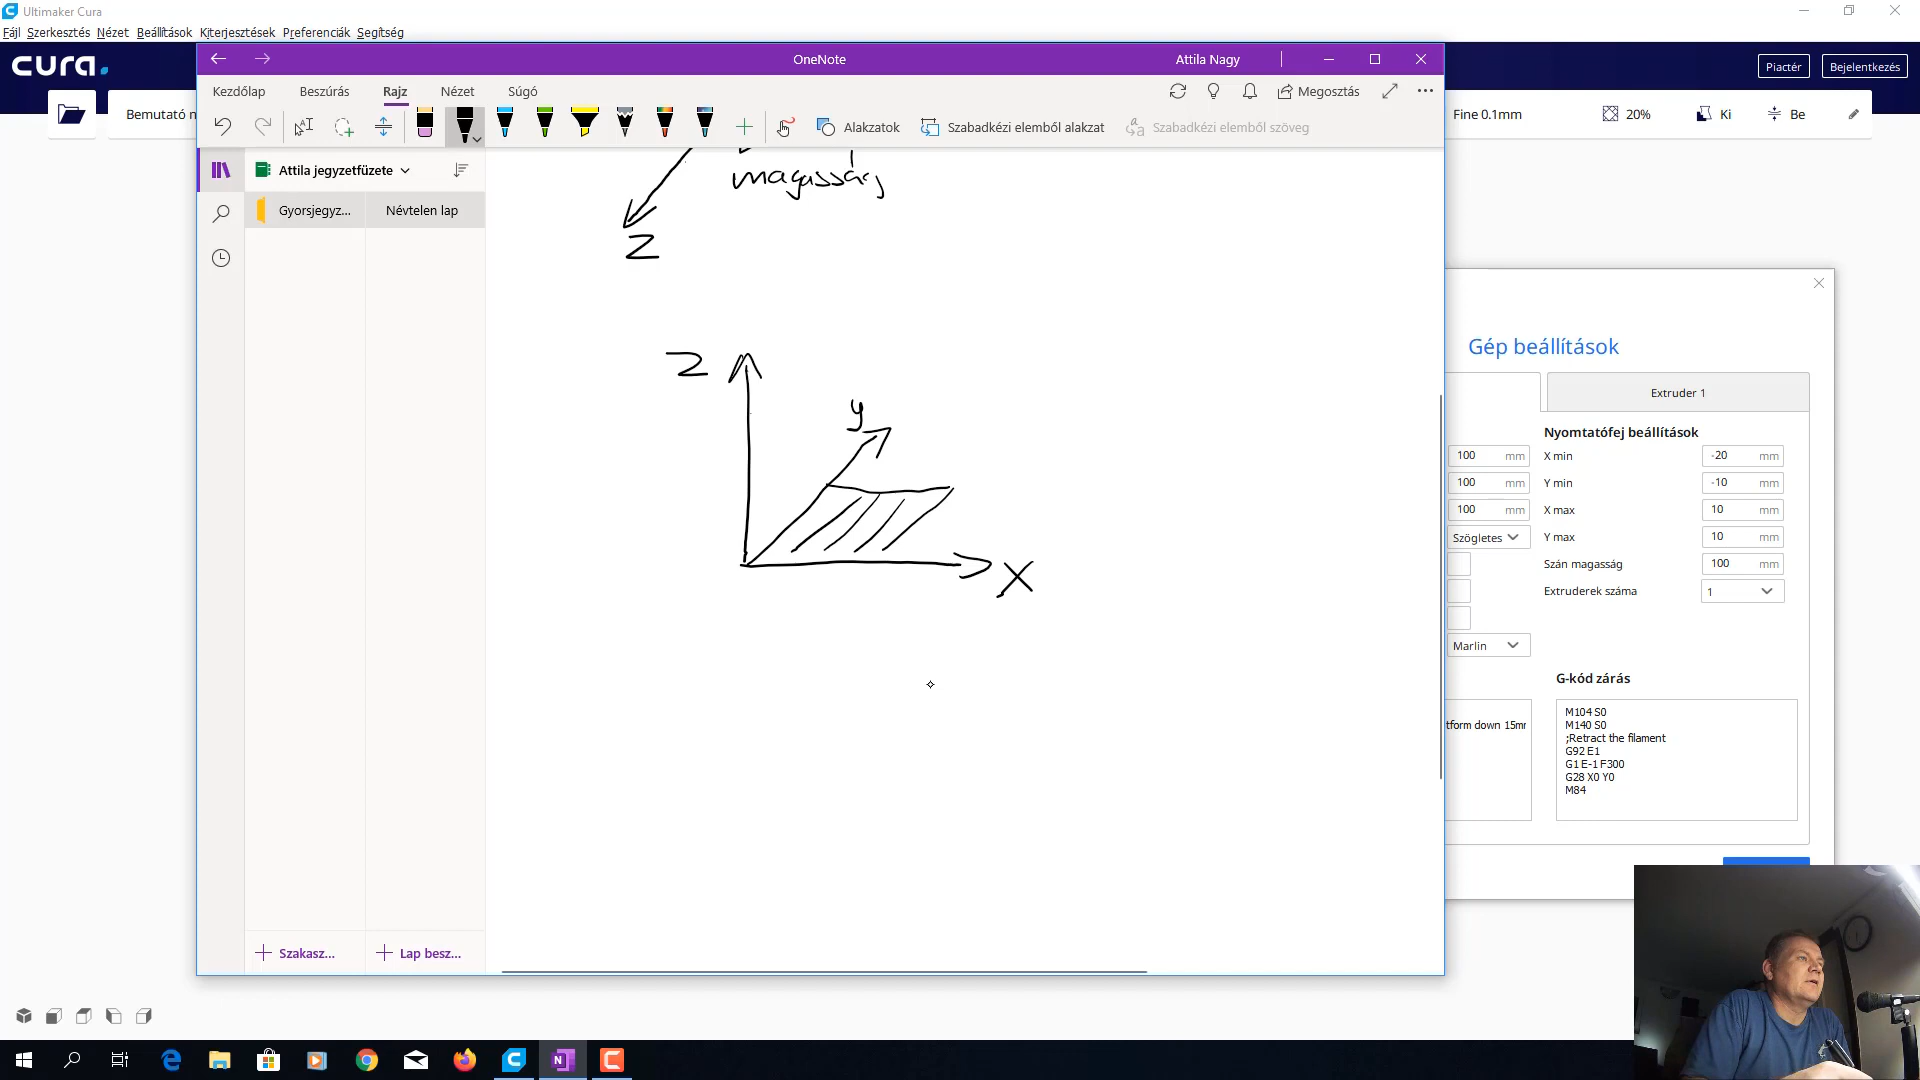 Ultimaker Cura
Fájl Szerkesztés Nézet Beállítások Kiterjesztések Preferenciák Segítség
cura.
Piactér
Bejelentkezés
Bemutató n
Fine 0.1mm
20%
Ki
Be
OneNote
Attila Nagy
Kezdőlap
Beszúrás
Rajz
Nézet
Súgó
Megosztás
Alakzatok
Szabadkézi elemből alakzat
Szabadkézi elemből szöveg
Attila jegyzetfüzete
Gyorsjegyz...
Névtelen lap
magasság
Z
Z
y
X
Szakasz...
Lap besz...
Gép beállítások
Extruder 1
Nyomtatófej beállítások
100 mm
X min
-20 mm
100 mm
Y min
-10 mm
100 mm
X max
10 mm
Szögletes
Y max
10 mm
Szán magasság
100 mm
Extruderek száma
1
Marlin
G-kód zárás
tform down 15mm
M104 S0
M140 S0
;Retract the filament
G92 E1
G1 E-1 F300
G28 X0 Y0
M84